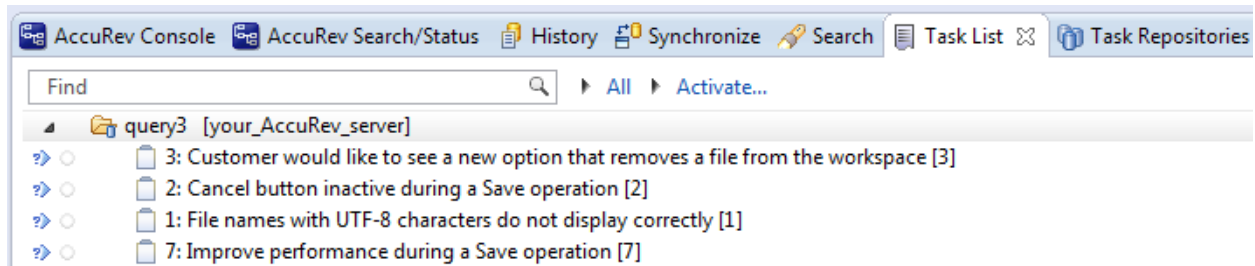 AccuRev Console AccuRev Search/Status History Synchronize Search Task List Task Repositories
Find All Activate...
query3 [your_AccuRev_server]
3: Customer would like to see a new option that removes a file from the workspace [3]
2: Cancel button inactive during a Save operation [2]
1: File names with UTF-8 characters do not display correctly [1]
7: Improve performance during a Save operation [7]